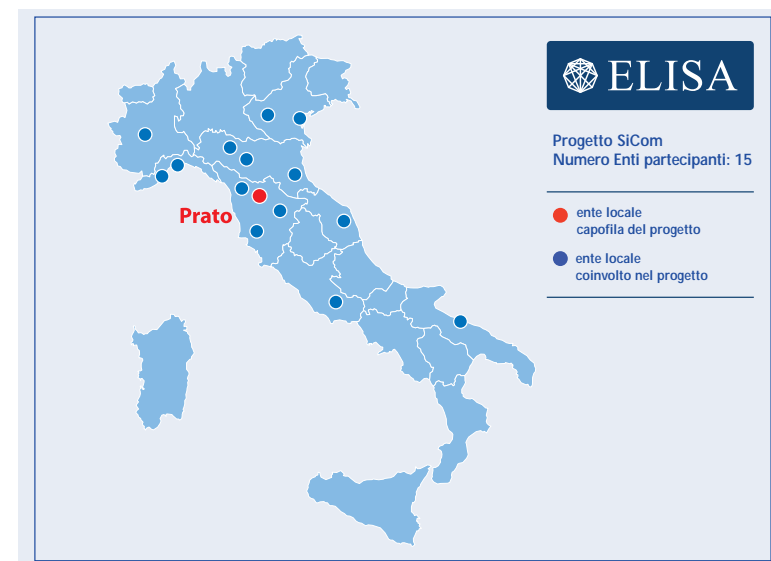 ELISA
Progetto SiCom
Numero Enti partecipanti: 15
ente locale
capofila del progetto
ente locale
coinvolto nel progetto
Prato